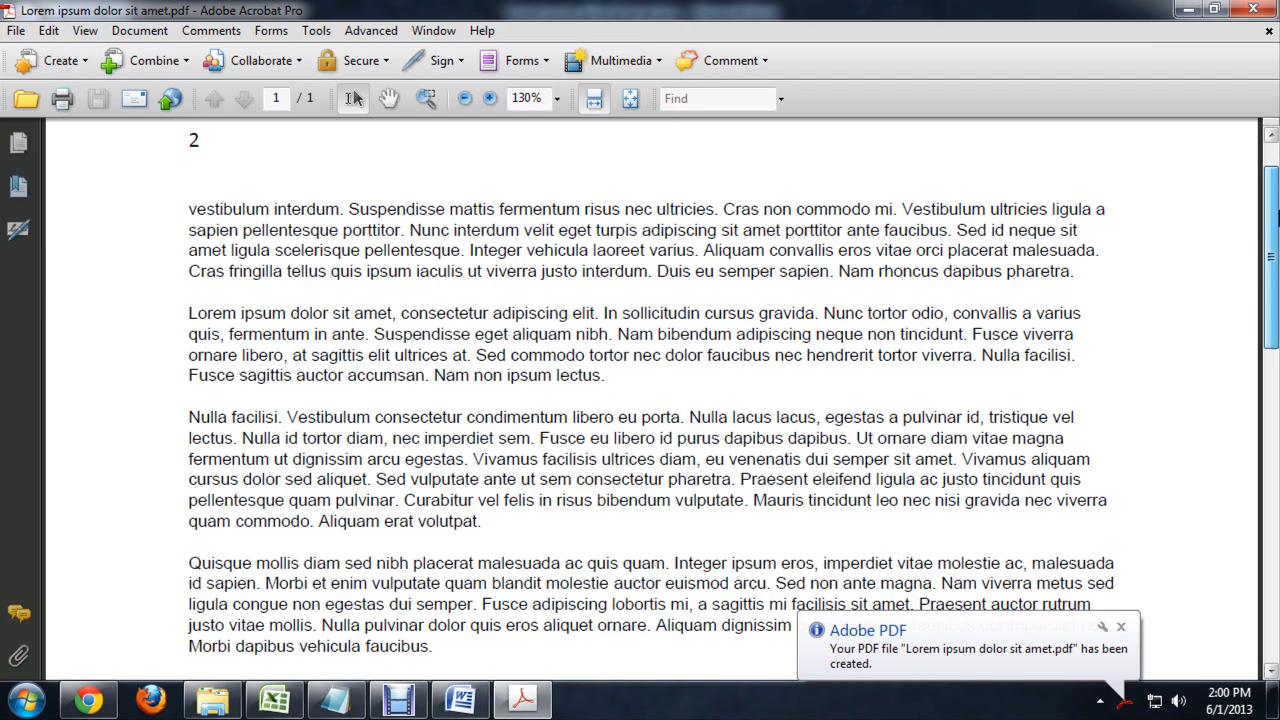 Lorem ipsum dolor sit amet.pdf - Adobe Acrobat Pro
File Edit View Document Comments Forms Tools Advanced Window Help
Create Combine Collaborate Secure Sign Forms Multimedia Comment
1 / 1 130% Find
2
vestibulum interdum. Suspendisse mattis fermentum risus nec ultricies. Cras non commodo mi. Vestibulum ultricies ligula a
sapien pellentesque porttitor. Nunc interdum velit eget turpis adipiscing sit amet porttitor ante faucibus. Sed id neque sit
amet ligula scelerisque pellentesque. Integer vehicula laoreet varius. Aliquam convallis eros vitae orci placerat malesuada.
Cras fringilla tellus quis ipsum iaculis ut viverra justo interdum. Duis eu semper sapien. Nam rhoncus dapibus pharetra.
Lorem ipsum dolor sit amet, consectetur adipiscing elit. In sollicitudin cursus gravida. Nunc tortor odio, convallis a varius
quis, fermentum in ante. Suspendisse eget aliquam nibh. Nam bibendum adipiscing neque non tincidunt. Fusce viverra
ornare libero, at sagittis elit ultrices at. Sed commodo tortor nec dolor faucibus nec hendrerit tortor viverra. Nulla facilisi.
Fusce sagittis auctor accumsan. Nam non ipsum lectus.
Nulla facilisi. Vestibulum consectetur condimentum libero eu porta. Nulla lacus lacus, egestas a pulvinar id, tristique vel
lectus. Nulla id tortor diam, nec imperdiet sem. Fusce eu libero id purus dapibus dapibus. Ut ornare diam vitae magna
fermentum ut dignissim arcu egestas. Vivamus facilisis ultrices diam, eu venenatis dui semper sit amet. Vivamus aliquam
cursus dolor sed aliquet. Sed vulputate ante ut sem consectetur pharetra. Praesent eleifend ligula ac justo tincidunt quis
pellentesque quam pulvinar. Curabitur vel felis in risus bibendum vulputate. Mauris tincidunt leo nec nisi gravida nec viverra
quam commodo. Aliquam erat volutpat.
Quisque mollis diam sed nibh placerat malesuada ac quis quam. Integer ipsum eros, imperdiet vitae molestie ac, malesuada
id sapien. Morbi et enim vulputate quam blandit molestie auctor euismod arcu. Sed non ante magna. Nam viverra metus sed
ligula congue non egestas dui semper. Fusce adipiscing lobortis mi, a sagittis mi facilisis sit amet. Praesent auctor rutrum
justo vitae mollis. Nulla pulvinar dolor quis eros aliquet ornare. Aliquam dignissim
Morbi dapibus vehicula faucibus.
Adobe PDF
Your PDF file "Lorem ipsum dolor sit amet.pdf" has been
created.
2:00 PM
6/1/2013